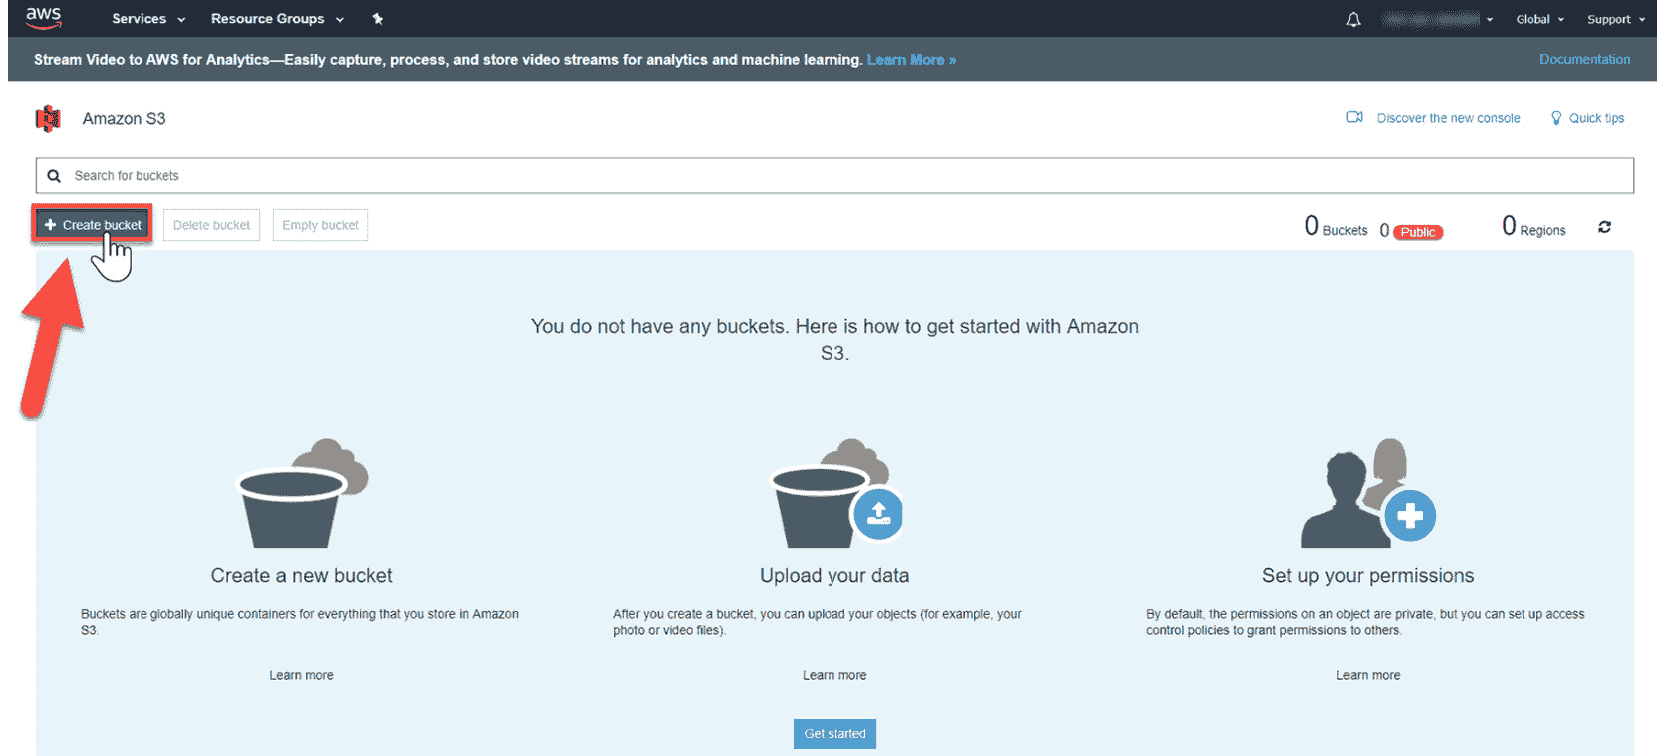 aws Services Resource Groups Global Support
Stream Video to AWS for Analytics—Easily capture, process, and store video streams for analytics and machine learning. Learn More » Documentation
Amazon S3 Discover the new console Quick tips
Search for buckets
Create bucket Delete bucket Empty bucket 0 Buckets 0 Public 0 Regions
You do not have any buckets. Here is how to get started with Amazon
S3.
Create a new bucket
Buckets are globally unique containers for everything that you store in Amazon
S3.
Learn more
Upload your data
After you create a bucket, you can upload your objects (for example, your
photo or video files).
Learn more
Set up your permissions
By default, the permissions on an object are private, but you can set up access
control policies to grant permissions to others.
Learn more
Get started